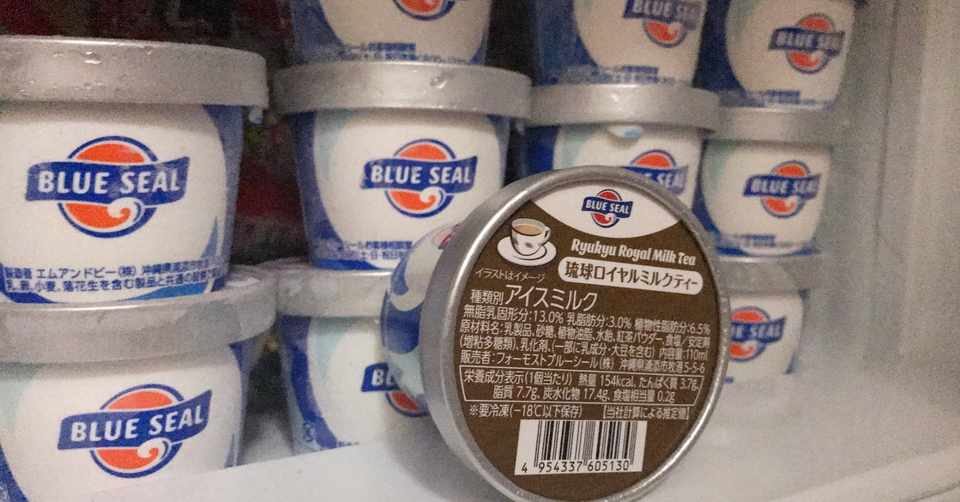 BLUE SEAL
BLUE SEAL
BLUE SEAL
BLUE SEAL
BLUE SEAL
製造者 エムアンドビー(株) 沖縄県浦添市
乳、卵、小麦、落花生を含む製品と共通の設備で
BLUE SEAL
BLUE SEAL
Ryukyu Royal Milk Tea
イラストはイメージ
琉球ロイヤルミルクティー
種類別 アイスミルク
無脂乳固形分:13.0% 乳脂肪分:3.0% 植物性脂肪分:6.5%
原材料名:乳製品、砂糖、植物油脂、水飴、紅茶パウダー、食塩/安定剤
(増粘多糖類)、乳化剤、(一部に乳成分・大豆を含む) 内容量:110ml
販売者:フォーモストブルーシール(株) 沖縄県浦添市牧港5-5-6
栄養成分表示(1個当たり) 熱量 154kcal、たんぱく質 3.7g、
脂質 7.7g、炭水化物 17.4g、食塩相当量 0.2g
※要冷凍(-18℃以下保存) 【当社計算による推定値】
4 954337 605130